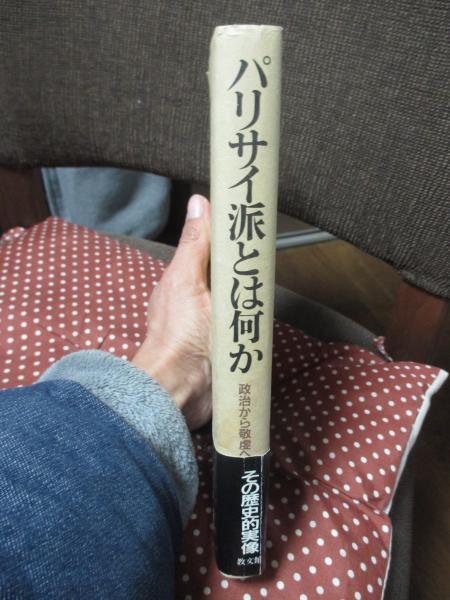 パリサイ派とは何か
政治から敬虔へ
その歴史的実像
教文館